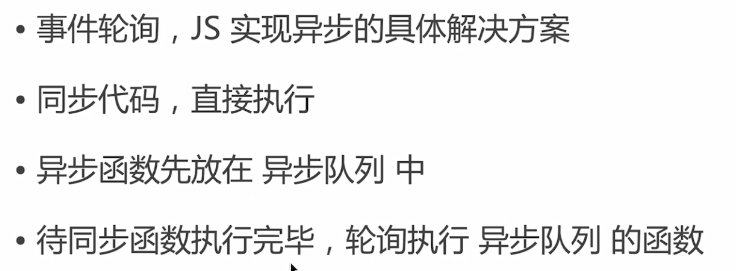 • 事件轮询，JS 实现异步的具体解决方案
• 同步代码，直接执行
• 异步函数先放在 异步队列 中
• 待同步函数执行完毕，轮询执行 异步队列 的函数